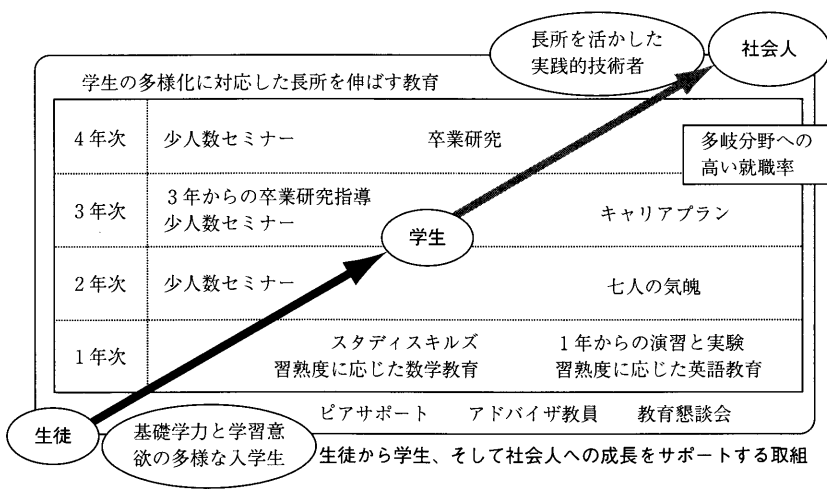 長所を活かした
実践的技術者
社会人
学生の多様化に対応した長所を伸ばす教育
4年次
少人数セミナー
卒業研究
多岐分野への
高い就職率
3年次
3年からの卒業研究指導
少人数セミナー
学生
キャリアプラン
2年次
少人数セミナー
七人の気魄
1年次
スタディスキルズ
習熟度に応じた数学教育
1年からの演習と実験
習熟度に応じた英語教育
ピアサポート
アドバイザ教員
教育懇談会
生徒
基礎学力と学習意
欲の多様な入学生
生徒から学生、そして社会人への成長をサポートする取組